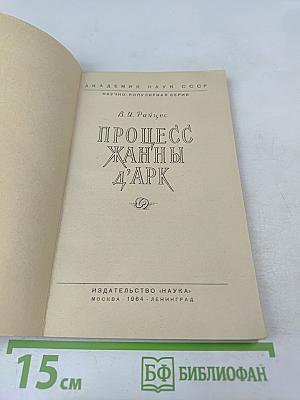 АКАДЕМИЯ НАУК СССР
НАУЧНО-ПОПУЛЯРНАЯ СЕРИЯ
В. И. Райцес
ПРОЦЕСС
ЖАННЫ
Д'АРК
ИЗДАТЕЛЬСТВО «НАУКА»
МОСКВА · 1964 · ЛЕНИНГРАД
15 см
БФ БИБЛИОФАН